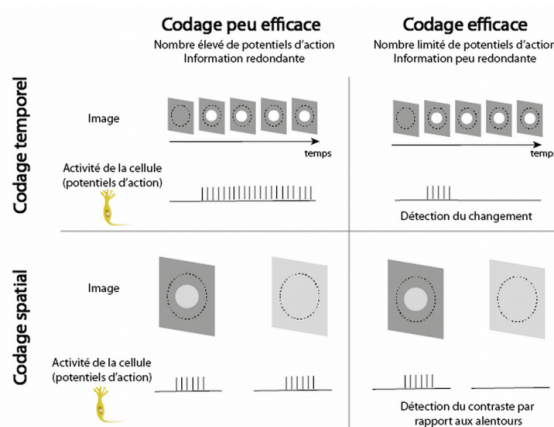 Codage peu efficace
Nombre élevé de potentiels d'action
Information redondante
Codage efficace
Nombre limité de potentiels d'action
Information peu redondante
Codage temporel
Image
temps
temps
Activité de la cellule
(potentiels d'action)
Détection du changement
Codage spatial
Image
Activité de la cellule
(potentiels d'action)
Détection du contraste par
rapport aux alentours